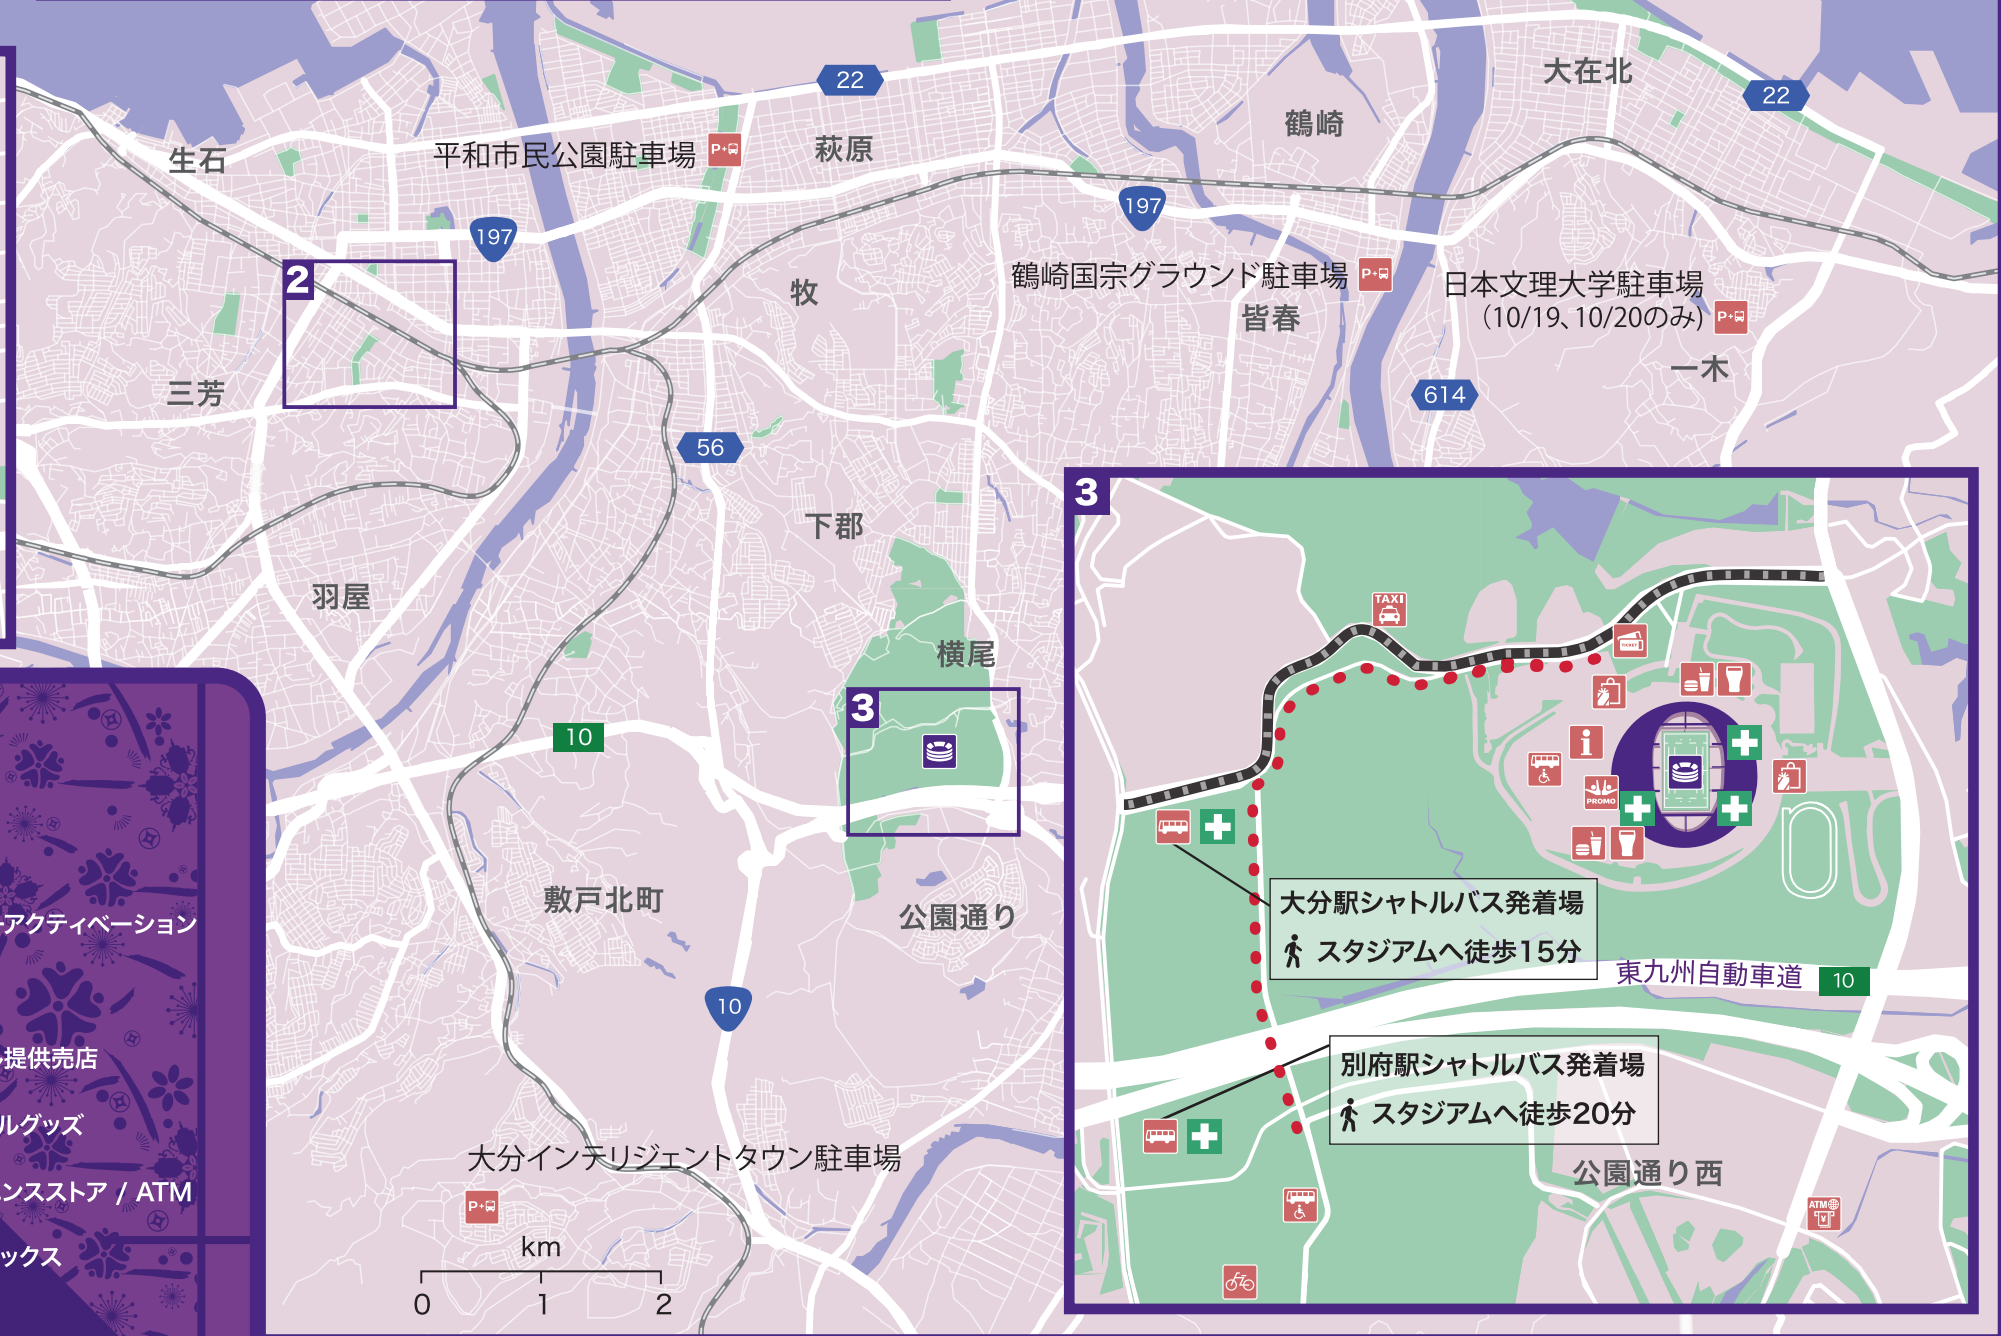 22
大在北
22
鶴崎
平和市民公園駐車場
P+
萩原
生石
197
197
2
鶴崎国宗グラウンド駐車場
P+
日本文理大学駐車場
(10/19、10/20のみ)
P+
牧
皆春
一木
三芳
614
56
3
下郡
羽屋
TAXI
横尾
TICKET
3
10
i
PROMO
敷戸北町
公園通り
大分駅シャトルバス発着場
スタジアムへ徒歩15分
アクティベーション
東九州自動車道
10
10
提供売店
別府駅シャトルバス発着場
スタジアムへ徒歩20分
ルグッズ
大分インテリジェントタウン駐車場
公園通り西
ンスストア / ATM
P+
ATM
¥
ックス
km
0
1
2